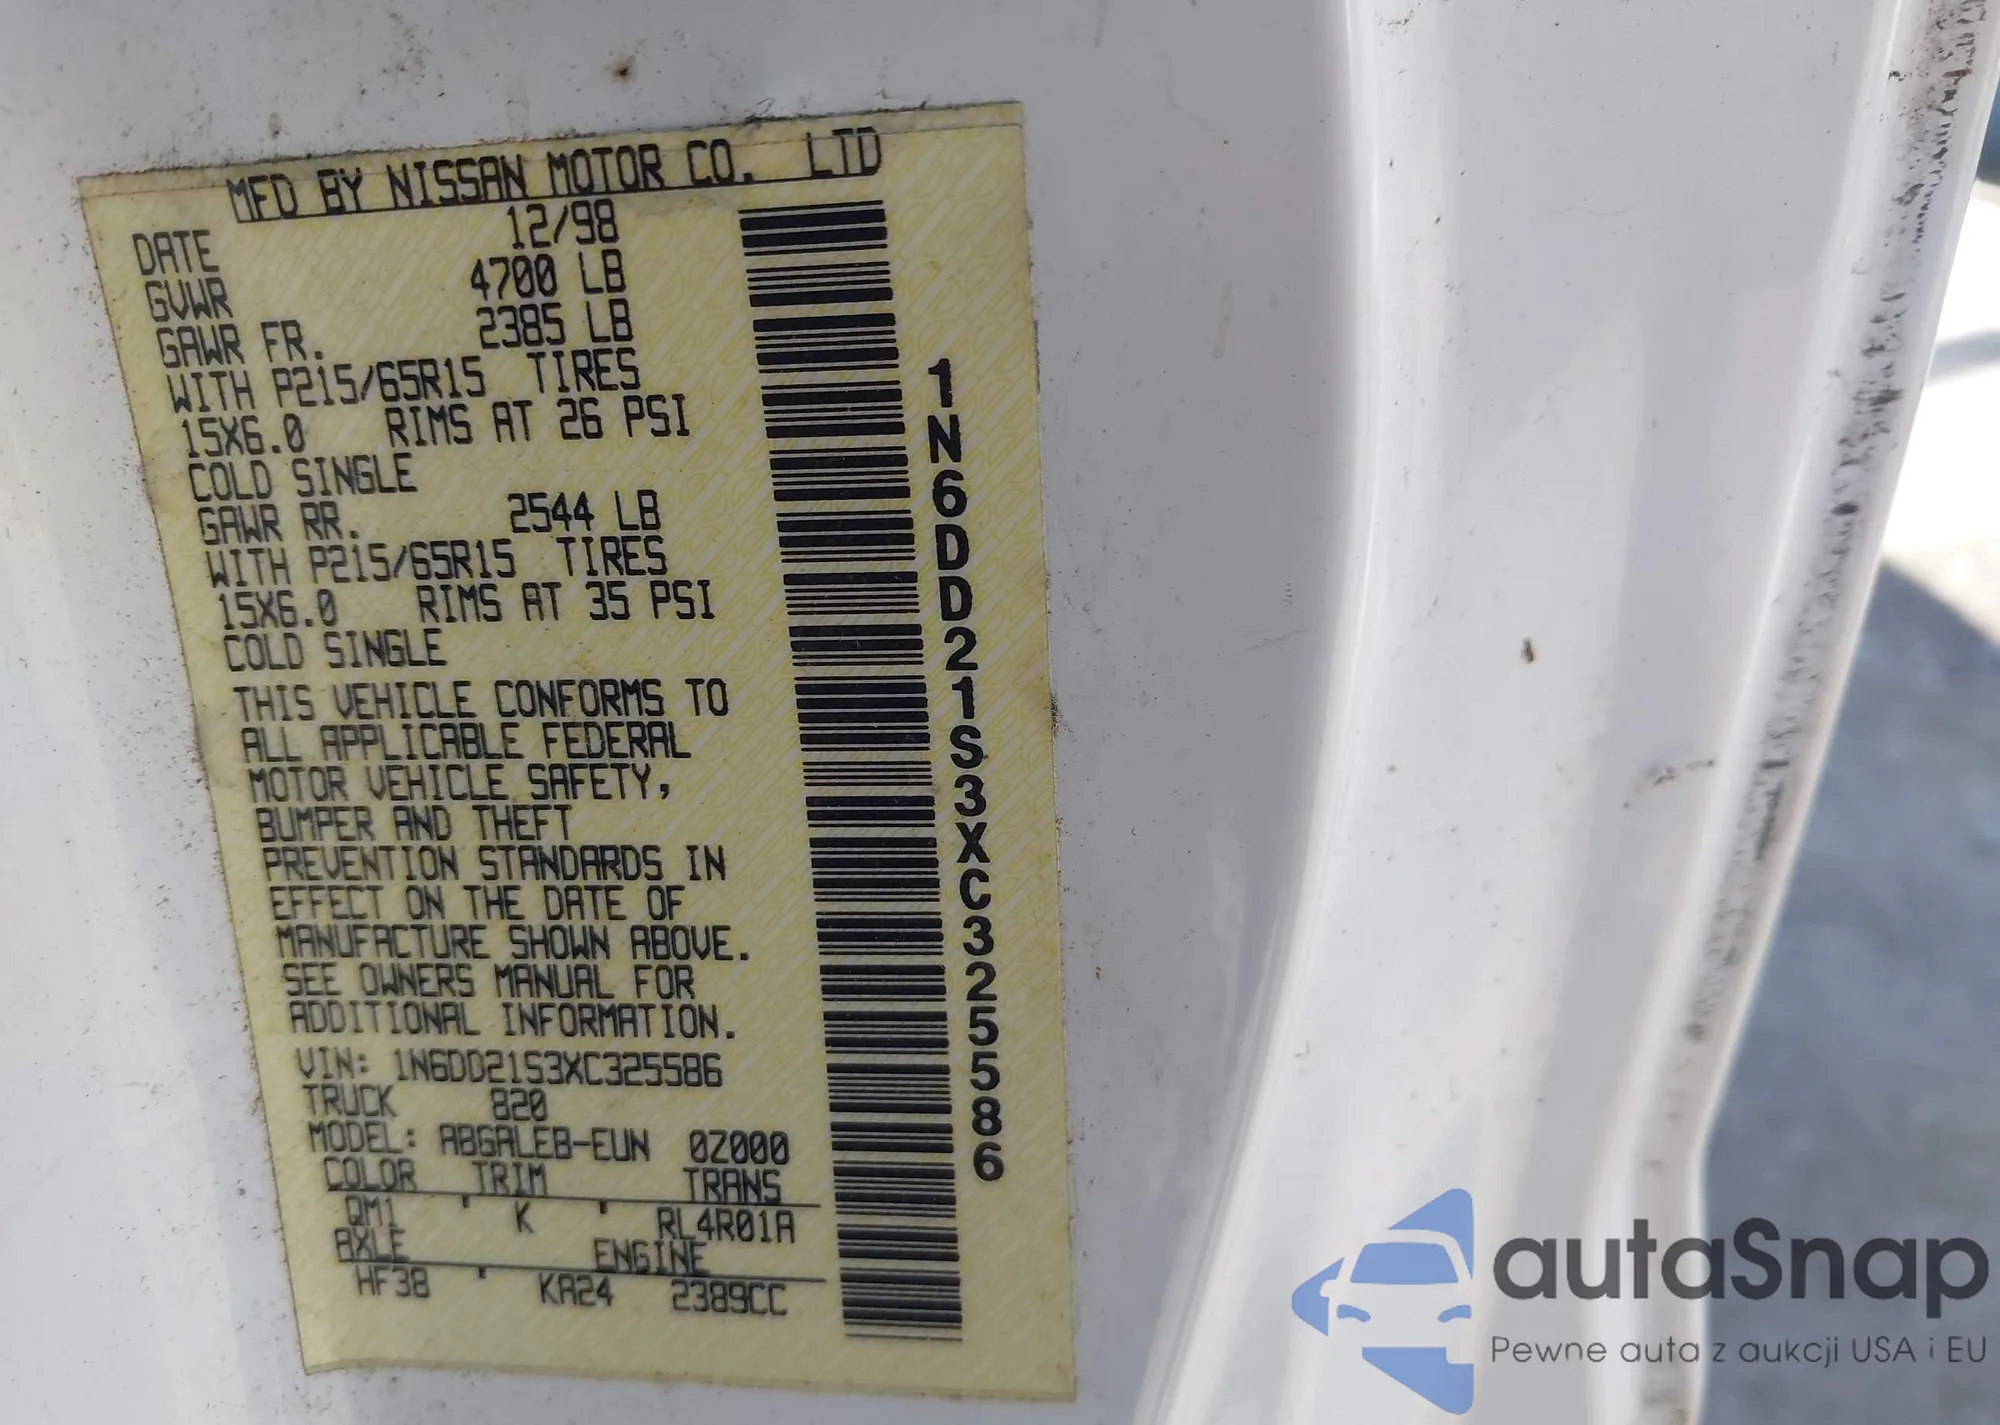 MFD BY NISSAN MOTOR CO. LTD
DATE 12/98
GVWR 4700 LB
GAWR FR. 2385 LB
WITH P215/65R15 TIRES
15X6.0 RIMS AT 26 PSI
COLD SINGLE
GAWR RR. 2544 LB
WITH P215/65R15 TIRES
15X6.0 RIMS AT 35 PSI
COLD SINGLE
THIS VEHICLE CONFORMS TO
ALL APPLICABLE FEDERAL
MOTOR VEHICLE SAFETY,
BUMPER AND THEFT
PREVENTION STANDARDS IN
EFFECT ON THE DATE OF
MANUFACTURE SHOWN ABOVE.
SEE OWNERS MANUAL FOR
ADDITIONAL INFORMATION.
VIN: 1N6DD21S3XC325586
TRUCK 820
MODEL: ABGALEB-EUN 0Z000
COLOR TRIM TRANS
QM1 ' K ' RL4R01A
AXLE ENGINE
HF38 ' KA24 2389CC
1N6DD21S3XC325586
autaSnap
Pewne auta z aukcji USA i EU